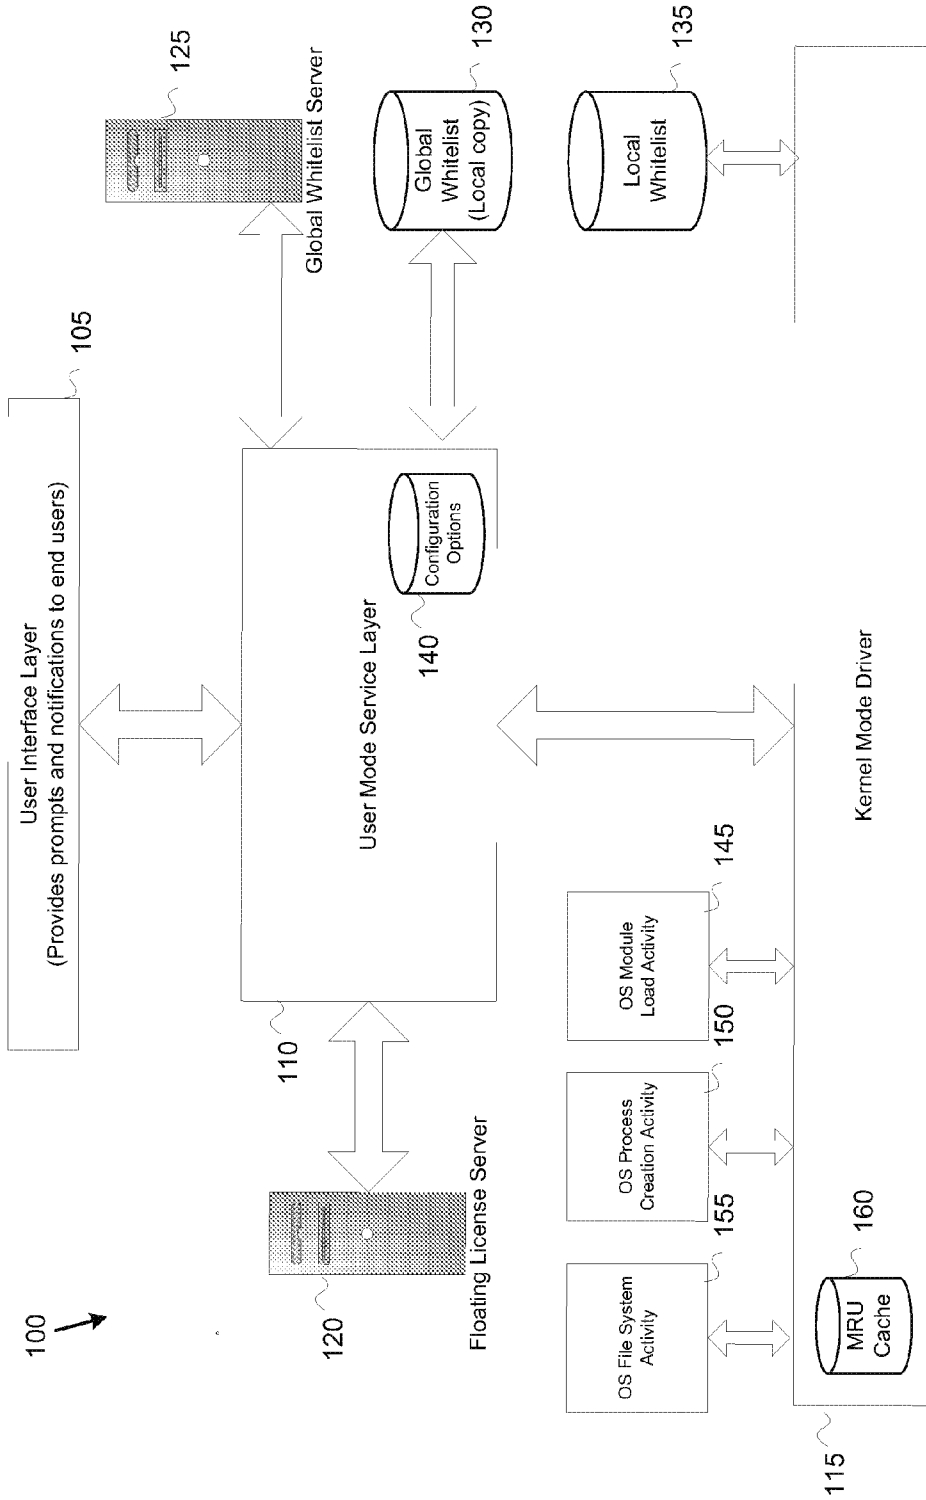 100
User Interface Layer
(Provides prompts and notifications to end users)
105
125
Global Whitelist Server
120
Floating License Server
110
User Mode Service Layer
140
Configuration
Options
130
Global
Whitelist
(Local copy)
135
Local
Whitelist
OS File System
Activity
155
OS Process
Creation Activity
150
OS Module
Load Activity
145
115
MRU
Cache
160
Kernel Mode Driver